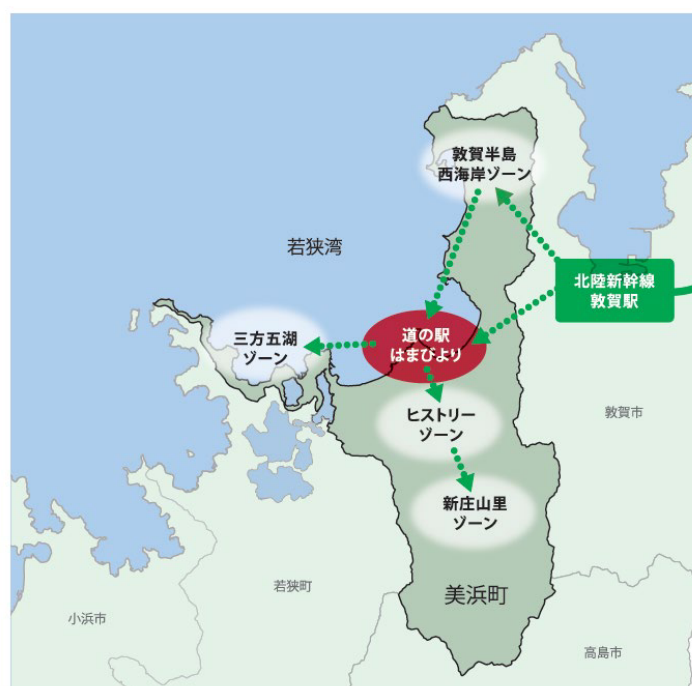 敦賀半島
西海岸ゾーン
若狭湾
北陸新幹線
敦賀駅
三方五湖
ゾーン
道の駅
はまびより
ヒストリー
ゾーン
敦賀市
新庄山里
ゾーン
若狭町
美浜町
小浜市
高島市